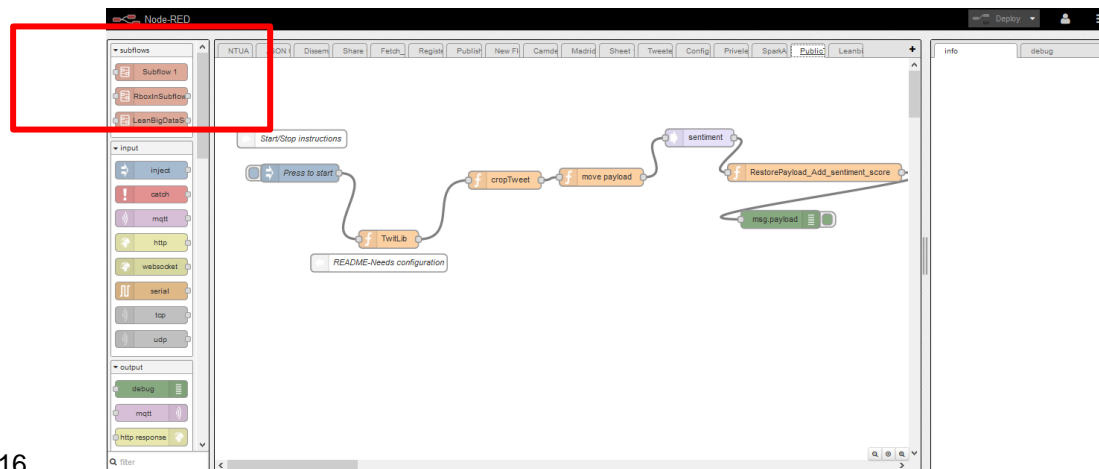 Node-RED
Deploy
subflows
Subflow 1
RboxInSubflow
LeanBigDataS
input
inject
catch
mqtt
http
websocket
serial
tcp
udp
output
debug
mqtt
http response
filter
NTUA
JSON
Dissem
Share
Fetch_
Registe
Publish
New Fl
Camde
Madrid
Sheet
Tweete
Config
Privele
SparkA
Public
Leanbi
+
Start/Stop instructions
Press to start
TwitLib
README-Needs configuration
cropTweet
move payload
sentiment
RestorePayload_Add_sentiment_score
msg.payload
info
debug
16